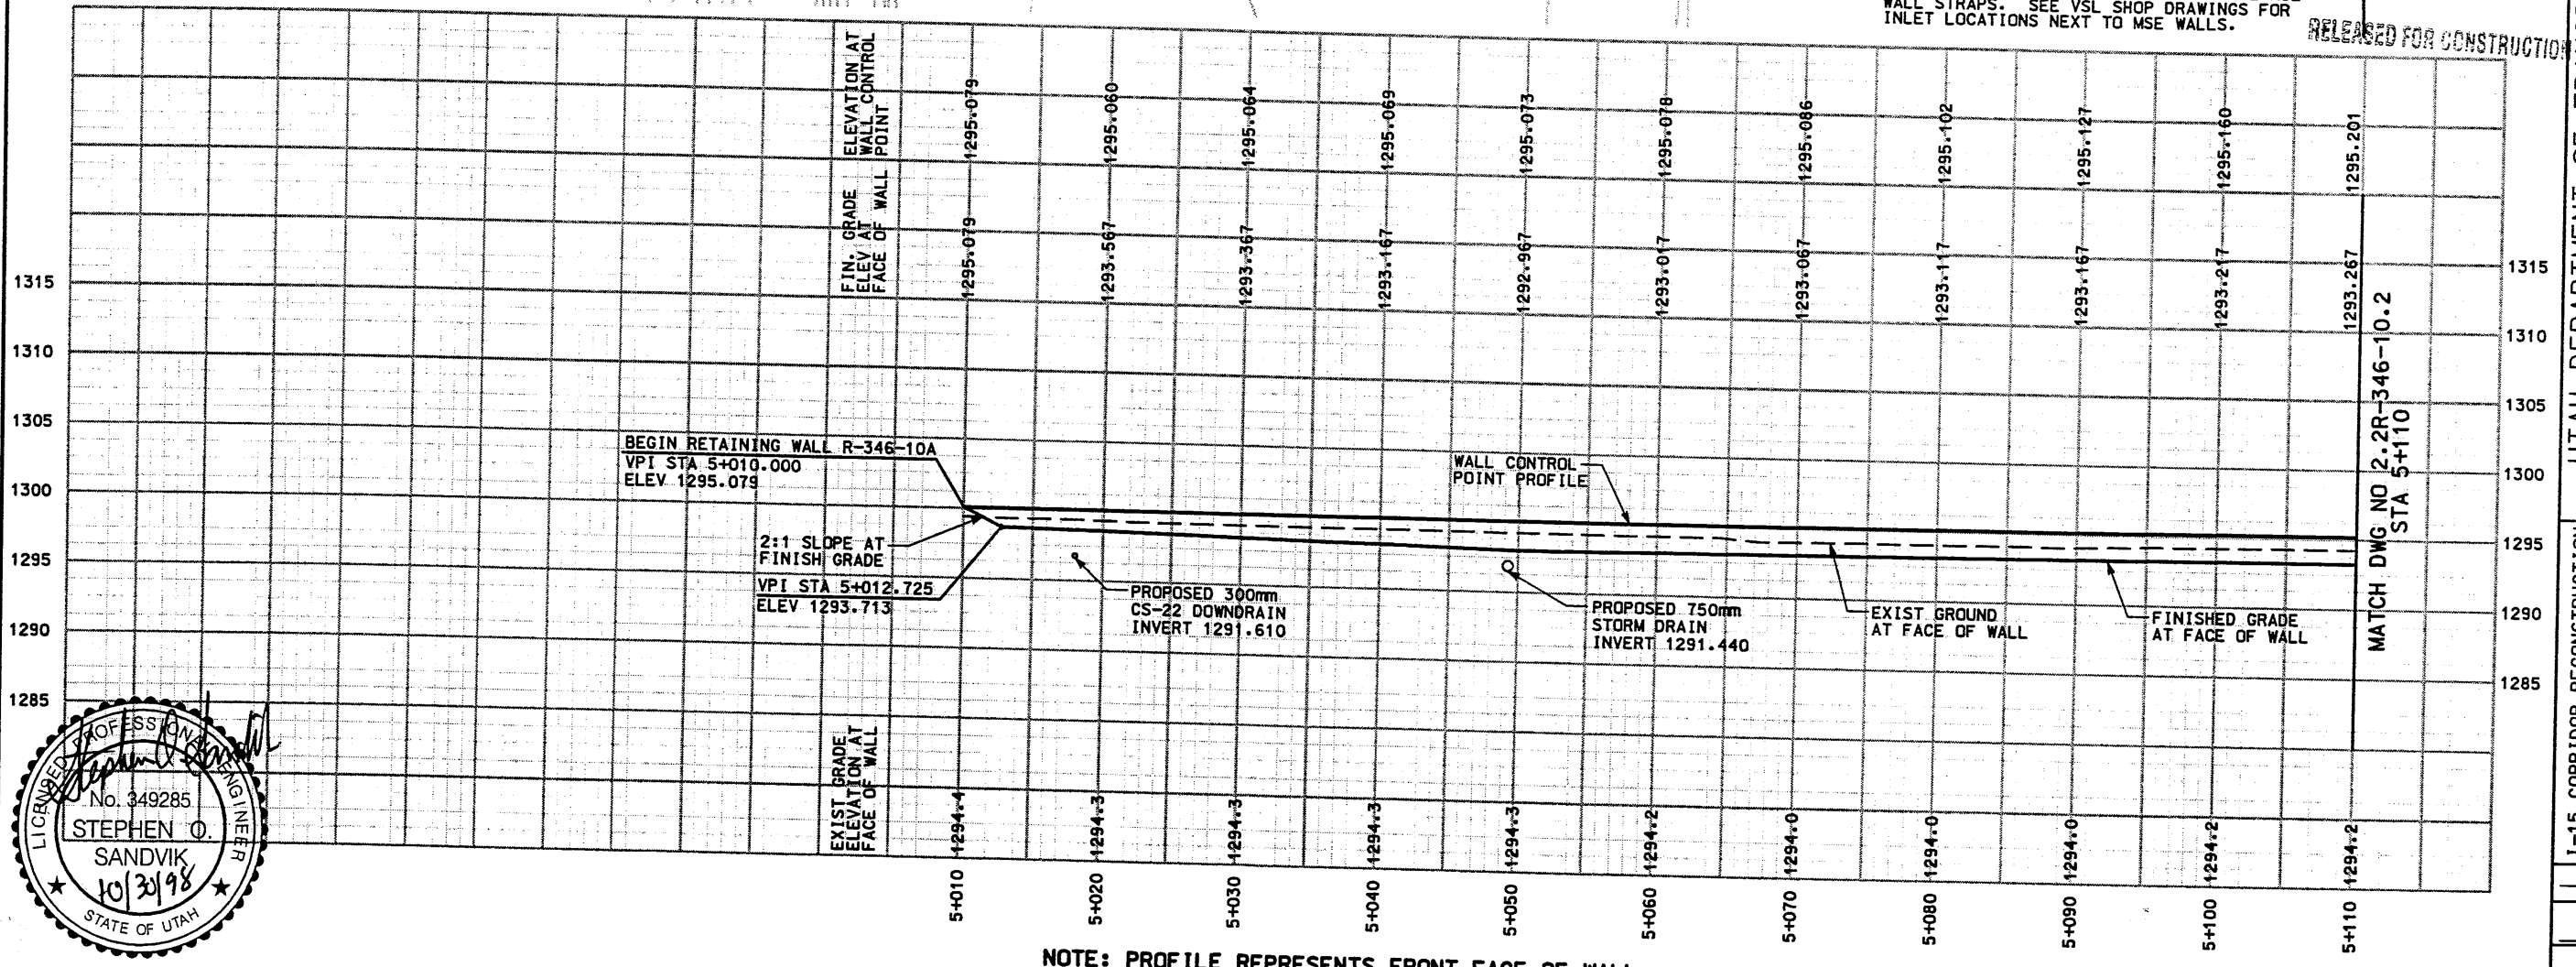 WALL STRAPS. SEE VSL SHOP DRAWINGS FOR
INLET LOCATIONS NEXT TO MSE WALLS.
RELEASED FOR CONSTRUCTION
FIN. GRADE
ELEV AT
FACE OF WALL
ELEVATION AT
WALL CONTROL
POINT
1295.079
1295.060
1295.064
1295.069
1295.073
1295.078
1295.086
1295.102
1295.127
1295.160
1295.201
1295.079
1293.567
1293.367
1293.167
1292.967
1293.017
1293.067
1293.117
1293.167
1293.217
1293.267
1315
1310
1305
1300
1295
1290
1285
BEGIN RETAINING WALL R-346-10A
VPI STA 5+010.000
ELEV 1295.079
2:1 SLOPE AT
FINISH GRADE
VPI STA 5+012.725
ELEV 1293.713
PROPOSED 300mm
CS-22 DOWNDRAIN
INVERT 1291.610
WALL CONTROL
POINT PROFILE
PROPOSED 750mm
STORM DRAIN
INVERT 1291.440
EXIST GROUND
AT FACE OF WALL
FINISHED GRADE
AT FACE OF WALL
MATCH DWG NO 2.2R-346-10.2
STA 5+110
1315
1310
1305
1300
1295
1290
1285
EXIST GRADE
ELEVATION AT
FACE OF WALL
1294.4
1294.3
1294.3
1294.3
1294.3
1294.2
1294.0
1294.0
1294.0
1294.2
1294.2
5+010
5+020
5+030
5+040
5+050
5+060
5+070
5+080
5+090
5+100
5+110
LICENSED PROFESSIONAL ENGINEER
No. 349285
STEPHEN O.
SANDVIK
10/30/98
STATE OF UTAH
NOTE: PROFILE REPRESENTS FRONT FACE OF WALL
I-15 CORRIDOR RECONSTRUCTION